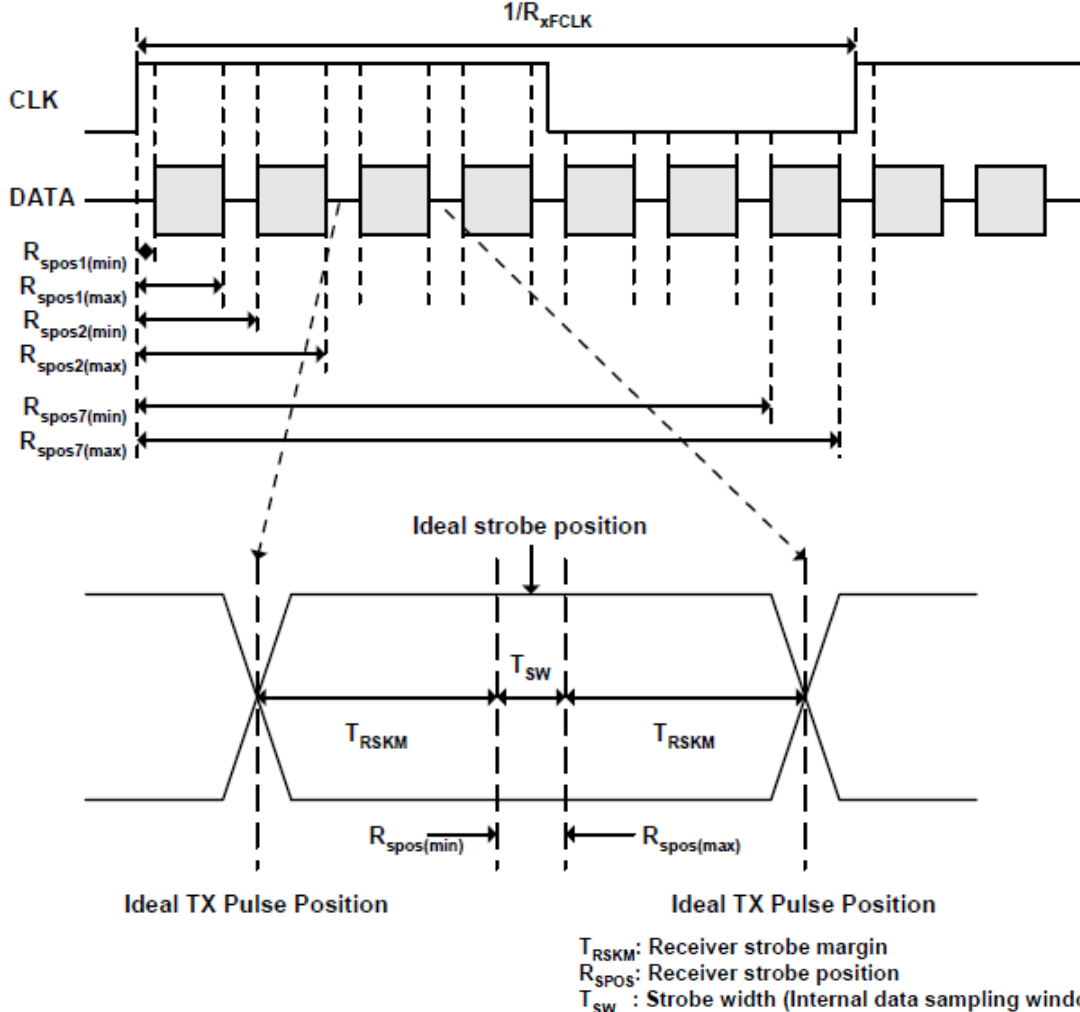 1/RxFCLK
CLK
DATA
Rspos1(min)
Rspos1(max)
Rspos2(min)
Rspos2(max)
Rspos7(min)
Rspos7(max)
Ideal strobe position
TSW
TRSKM TRSKM
Rspos(min) Rspos(max)
Ideal TX Pulse Position Ideal TX Pulse Position
TRSKM: Receiver strobe margin
RSPOS: Receiver strobe position
TSW : Strobe width (Internal data sampling